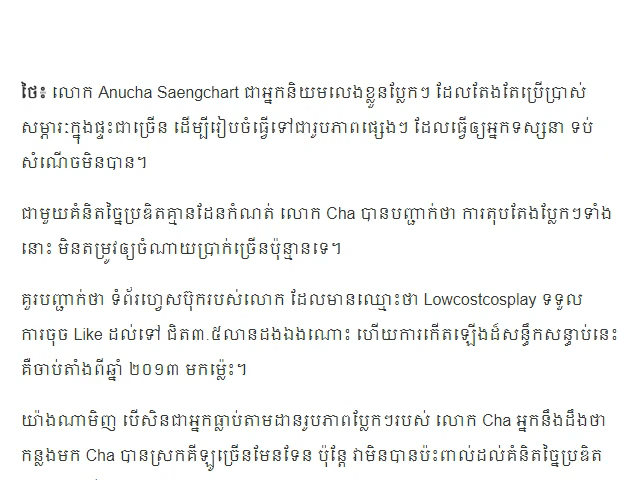 ថៃ៖ លោក Anucha Saengchart ជាអ្នកនិយមលេងខ្លួនប្លែកៗ ដែលតែងតែប្រើប្រាស់
សម្ភារៈក្នុងផ្ទះជាច្រើន ដើម្បីរៀបចំធ្វើទៅជារូបភាពផ្សេងៗ ដែលធ្វើឲ្យអ្នកទស្សនា ទប់
សំណើចមិនបាន។
ជាមួយគំនិតច្នៃប្រឌិតគ្មានដែនកំណត់ លោក Cha បានបញ្ជាក់ថា ការតុបតែងប្លែកៗទាំង
នោះ មិនតម្រូវឲ្យចំណាយប្រាក់ច្រើនប៉ុន្មានទេ។
គួរបញ្ជាក់ថា ទំព័រហ្វេសប៊ុករបស់លោក ដែលមានឈ្មោះថា Lowcostcosplay ទទួល
ការចុច Like ដល់ទៅ ជិត៣.៥លានដងឯងណោះ ហើយការកើតឡើងដ៏សន្ធឹកសន្ធាប់នេះ
គឺចាប់តាំងពីឆ្នាំ ២០១៣ មកម៉្លេះ។
យ៉ាងណាមិញ បើសិនជាអ្នកធ្លាប់តាមដានរូបភាពប្លែកៗរបស់ លោក Cha អ្នកនឹងដឹងថា
កន្លងមក Cha បានស្រកគីឡូច្រើនមែនទែន ប៉ុន្តែ វាមិនបានប៉ះពាល់ដល់គំនិតច្នៃប្រឌិត